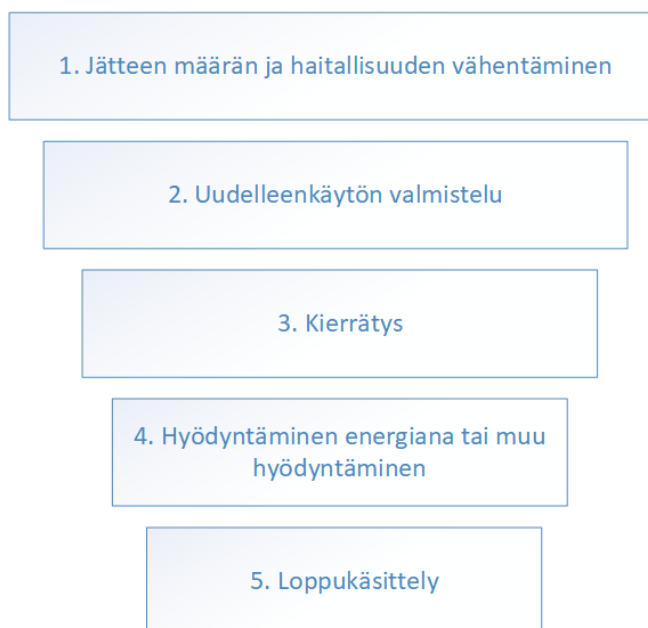 1. Jätteen määrän ja haitallisuuden vähentäminen
2. Uudelleenkäytön valmistelu
3. Kierrätys
4. Hyödyntäminen energiana tai muu
hyödyntäminen
5. Loppukäsittely